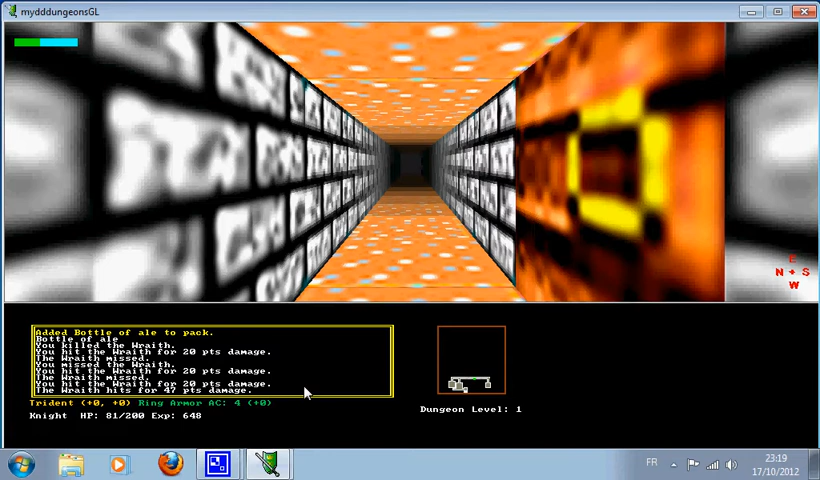 mydddungeonsGL
E
N + S
W
Added Bottle of ale to pack.
Bottle of ale
You killed the Wraith.
You hit the Wraith for 20 pts damage.
The Wraith missed.
You missed the Wraith.
You hit the Wraith for 20 pts damage.
The Wraith missed.
You hit the Wraith for 20 pts damage.
The Wraith hits for 47 pts damage.
Trident (+0, +0) Ring Armor AC: 4 (+0)
Knight HP: 81/200 Exp: 648
Dungeon Level: 1
FR
23:19
17/10/2012